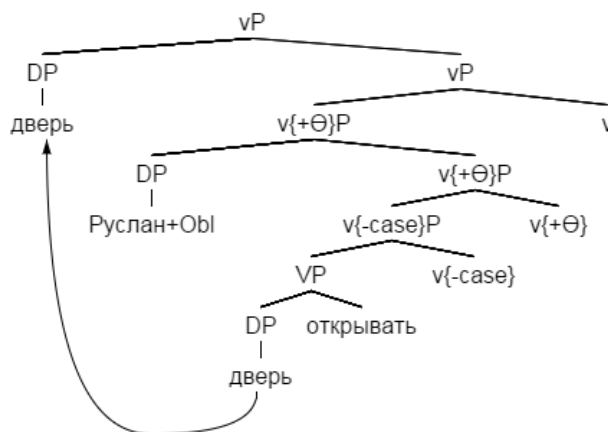 vP
DP vP
дверь v{+Ө}P v
DP v{+Ө}P
Руслан+Obl v{-case}P v{+Ө}
VP v{-case}
DP открывать
дверь